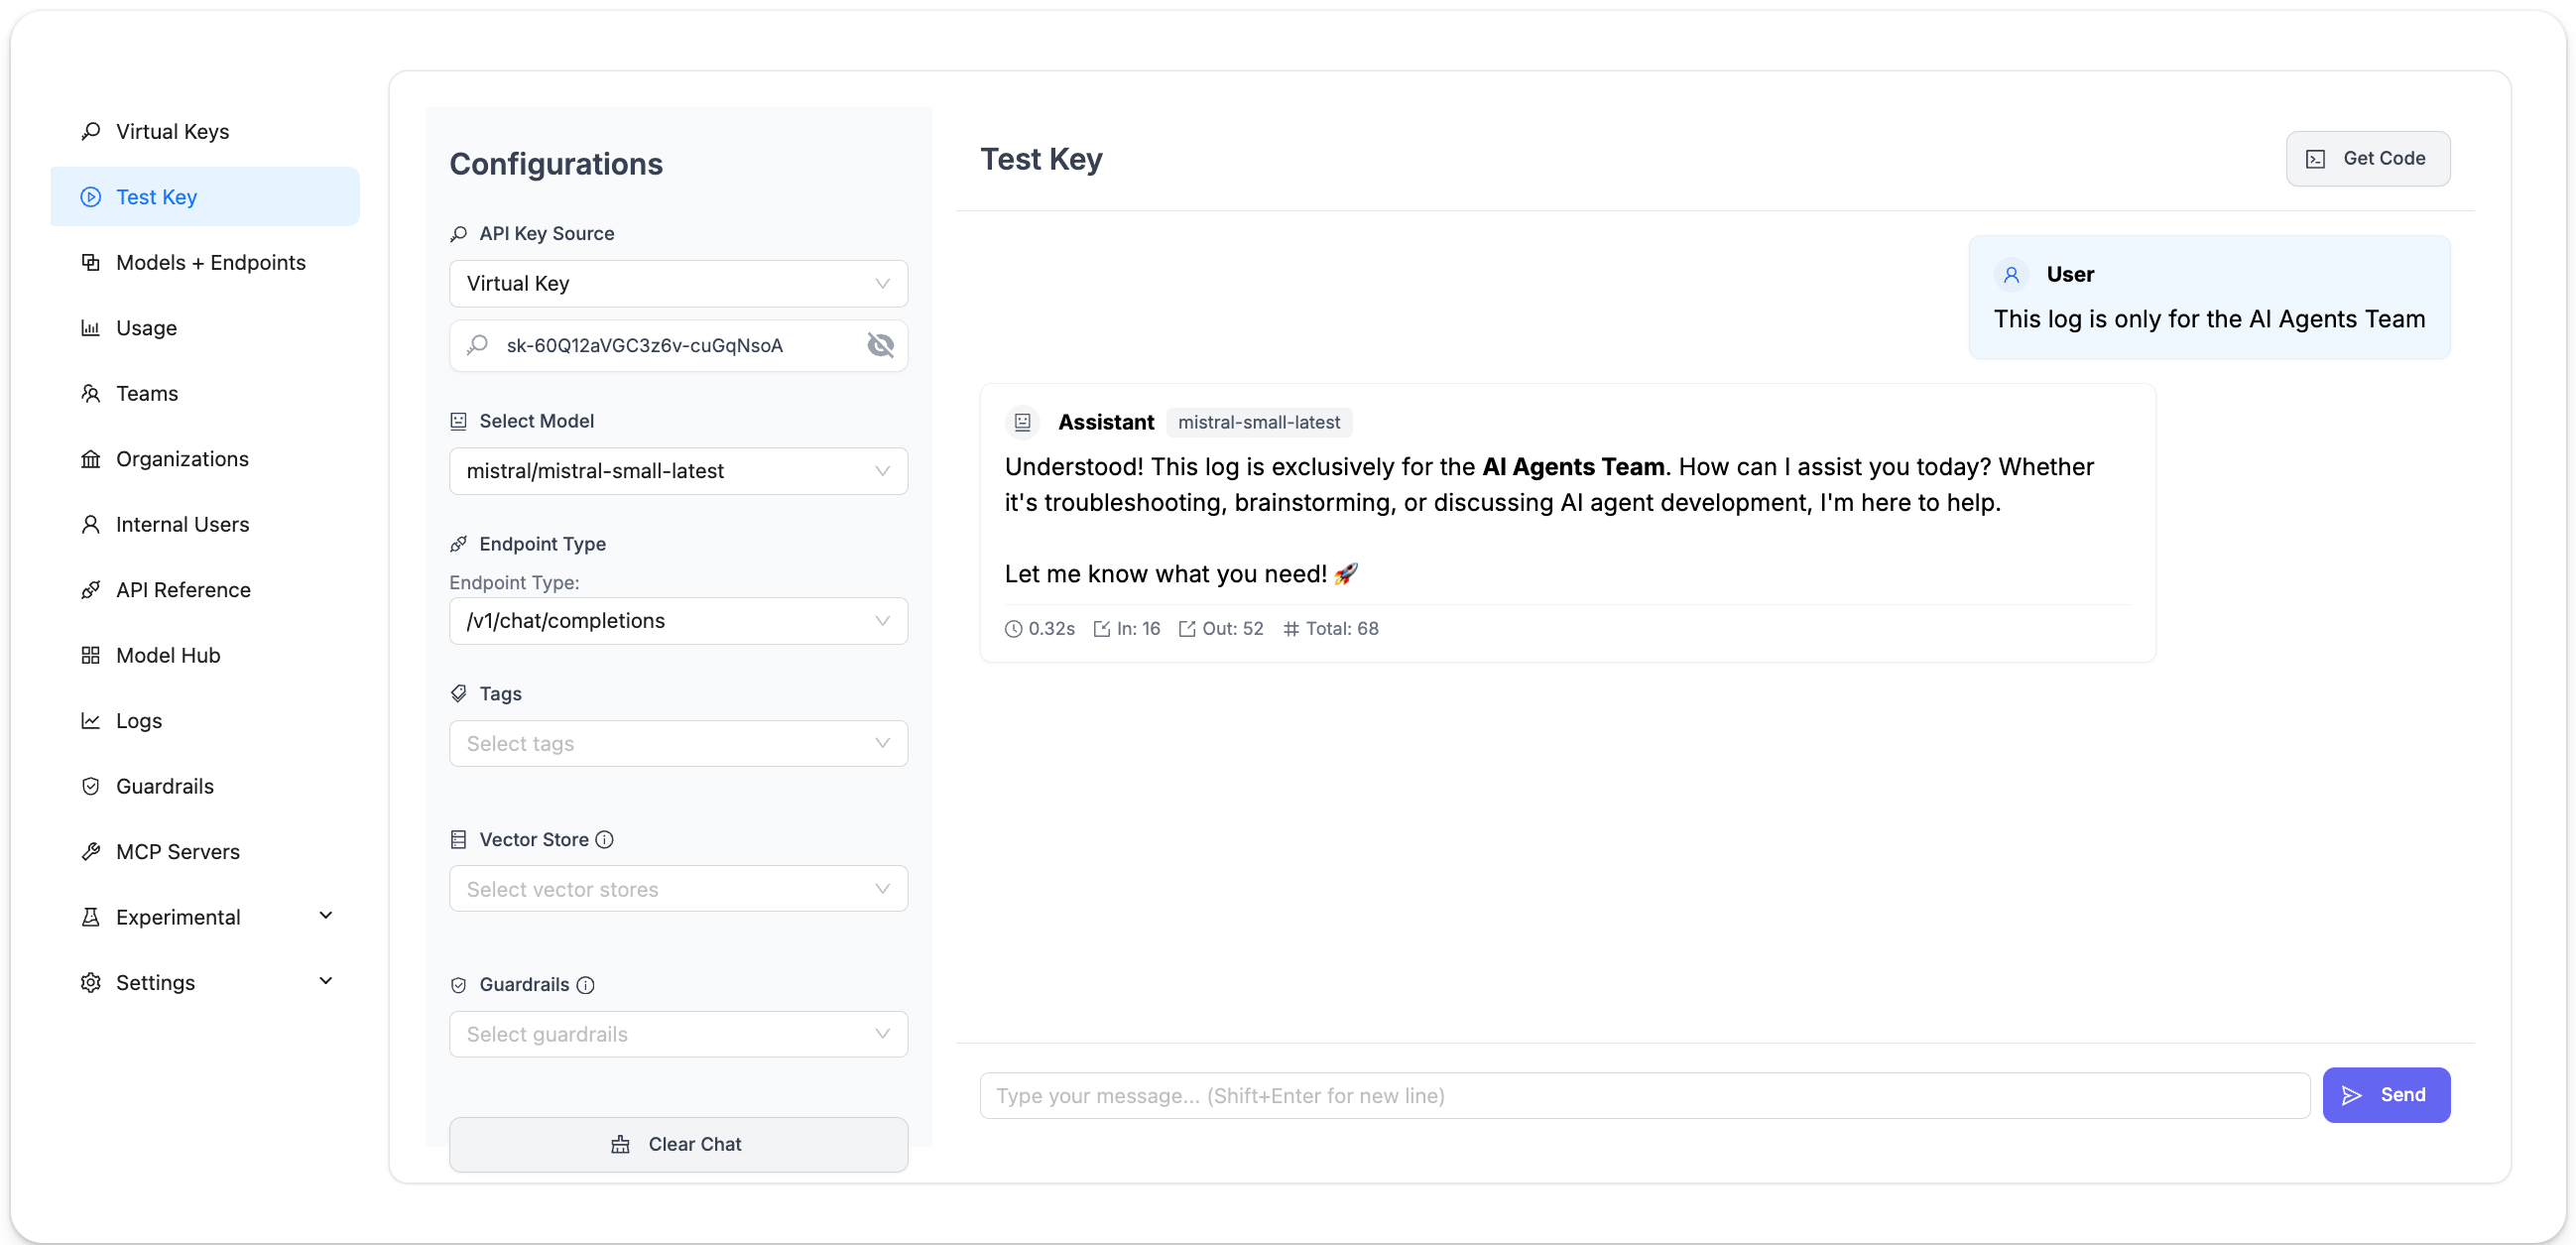 Virtual Keys
Test Key
Models + Endpoints
Usage
Teams
Organizations
Internal Users
API Reference
Model Hub
Logs
Guardrails
MCP Servers
Experimental
Settings
Configurations
API Key Source
Virtual Key
sk-60Q12aVGC3z6v-cuGqNsoA
Select Model
mistral/mistral-small-latest
Endpoint Type
Endpoint Type:
/v1/chat/completions
Tags
Select tags
Vector Store
Select vector stores
Guardrails
Select guardrails
Clear Chat
Test Key
Get Code
User
This log is only for the AI Agents Team
Assistant mistral-small-latest
Understood! This log is exclusively for the AI Agents Team. How can I assist you today? Whether
it's troubleshooting, brainstorming, or discussing AI agent development, I'm here to help.
Let me know what you need! 🚀
0.32s In: 16 Out: 52 Total: 68
Type your message... (Shift+Enter for new line)
Send